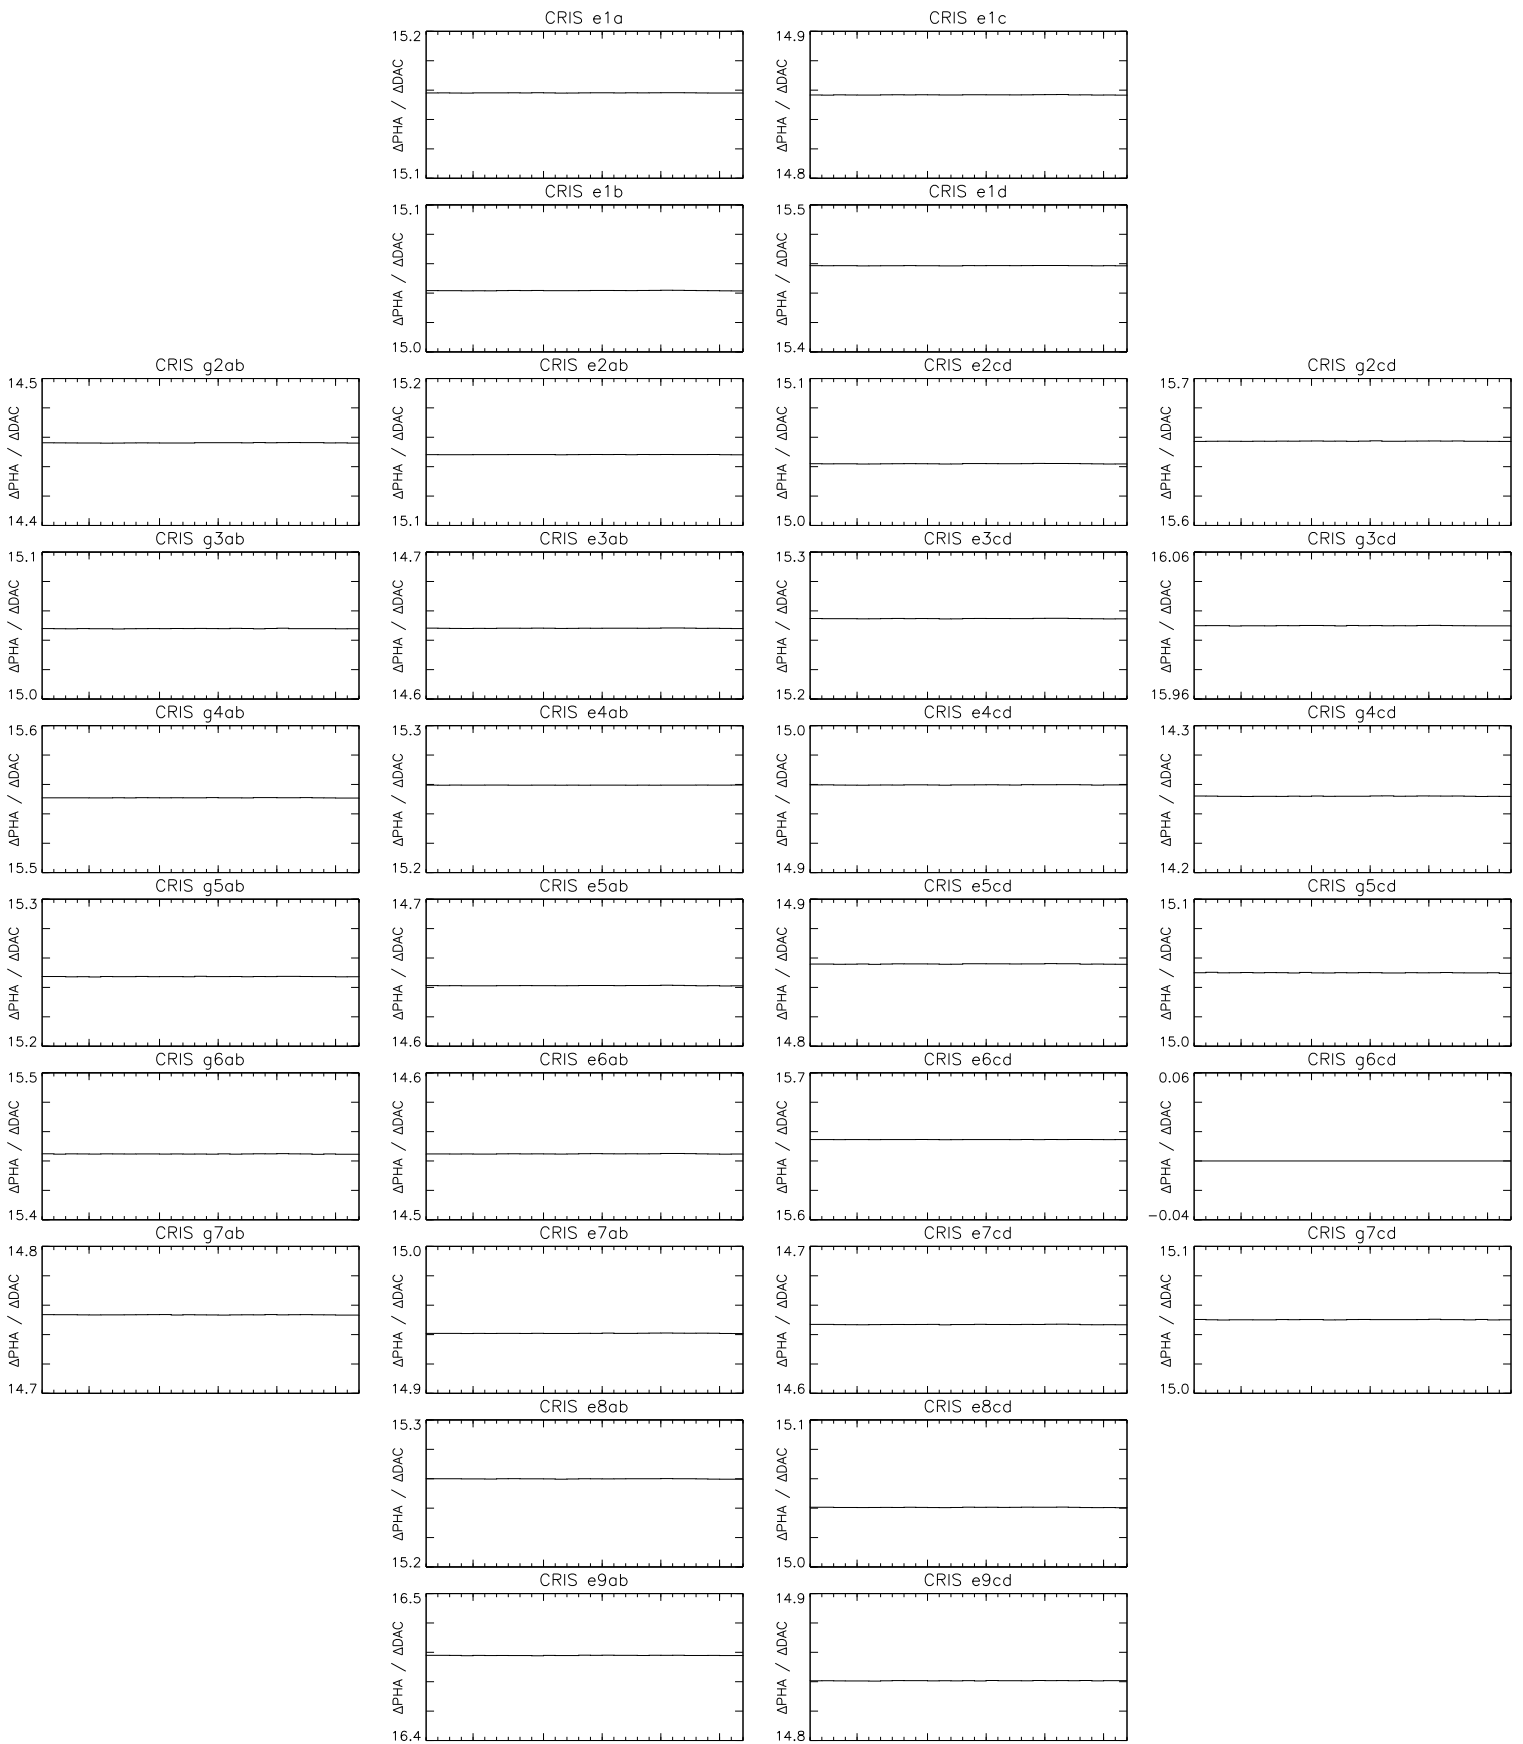 CRIS e1a
15.2
ΔPHA / ΔDAC
15.1
CRIS e1c
14.9
ΔPHA / ΔDAC
14.8
CRIS e1b
15.1
ΔPHA / ΔDAC
15.0
CRIS e1d
15.5
ΔPHA / ΔDAC
15.4
CRIS g2ab
14.5
ΔPHA / ΔDAC
14.4
CRIS e2ab
15.2
ΔPHA / ΔDAC
15.1
CRIS e2cd
15.1
ΔPHA / ΔDAC
15.0
CRIS g2cd
15.7
ΔPHA / ΔDAC
15.6
CRIS g3ab
15.1
ΔPHA / ΔDAC
15.0
CRIS e3ab
14.7
ΔPHA / ΔDAC
14.6
CRIS e3cd
15.3
ΔPHA / ΔDAC
15.2
CRIS g3cd
16.06
ΔPHA / ΔDAC
15.96
CRIS g4ab
15.6
ΔPHA / ΔDAC
15.5
CRIS e4ab
15.3
ΔPHA / ΔDAC
15.2
CRIS e4cd
15.0
ΔPHA / ΔDAC
14.9
CRIS g4cd
14.3
ΔPHA / ΔDAC
14.2
CRIS g5ab
15.3
ΔPHA / ΔDAC
15.2
CRIS e5ab
14.7
ΔPHA / ΔDAC
14.6
CRIS e5cd
14.9
ΔPHA / ΔDAC
14.8
CRIS g5cd
15.1
ΔPHA / ΔDAC
15.0
CRIS g6ab
15.5
ΔPHA / ΔDAC
15.4
CRIS e6ab
14.6
ΔPHA / ΔDAC
14.5
CRIS e6cd
15.7
ΔPHA / ΔDAC
15.6
CRIS g6cd
0.06
ΔPHA / ΔDAC
−0.04
CRIS g7ab
14.8
ΔPHA / ΔDAC
14.7
CRIS e7ab
15.0
ΔPHA / ΔDAC
14.9
CRIS e7cd
14.7
ΔPHA / ΔDAC
14.6
CRIS g7cd
15.1
ΔPHA / ΔDAC
15.0
CRIS e8ab
15.3
ΔPHA / ΔDAC
15.2
CRIS e8cd
15.1
ΔPHA / ΔDAC
15.0
CRIS e9ab
16.5
ΔPHA / ΔDAC
16.4
CRIS e9cd
14.9
ΔPHA / ΔDAC
14.8